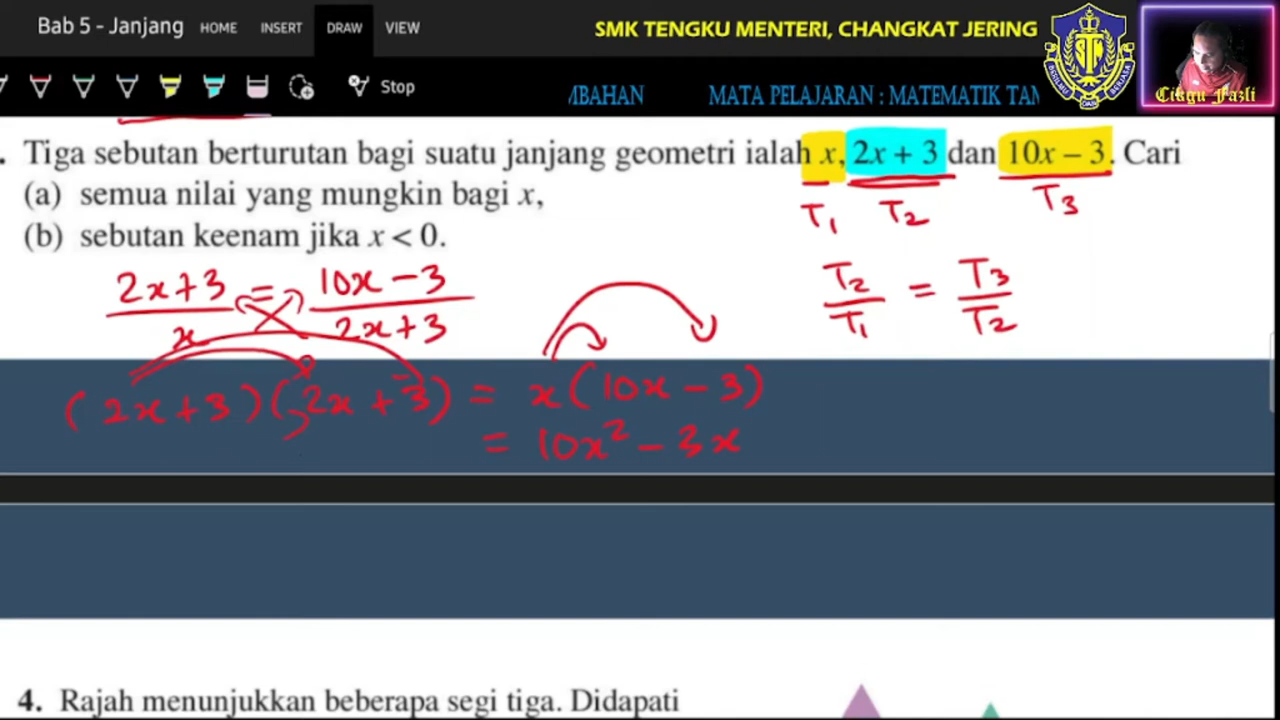 Bab 5 - Janjang HOME INSERT DRAW VIEW
SMK TENGKU MENTERI, CHANGKAT JERING
Stop
MATA PELAJARAN : MATEMATIK
Cikgu Fazli
. Tiga sebutan berturutan bagi suatu janjang geometri ialah x, 2x + 3 dan 10x – 3. Cari
(a) semua nilai yang mungkin bagi x,
(b) sebutan keenam jika x < 0.
T1 T2 T3
(2x+3)/x = (10x-3)/(2x+3)
T2/T1 = T3/T2
(2x+3)(2x+3) = x(10x-3)
= 10x² - 3x
4. Rajah menunjukkan beberapa segi tiga. Didapati